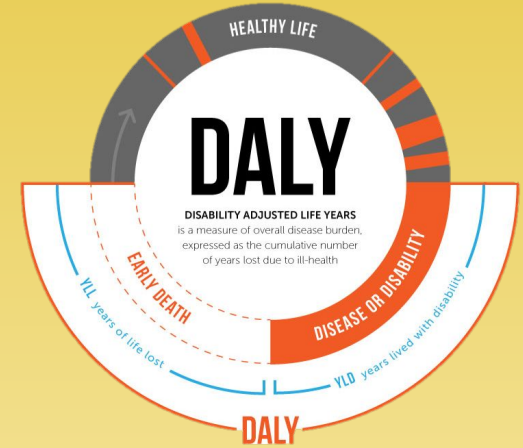 HEALTHY LIFE
DALY
DISABILITY ADJUSTED LIFE YEARS
is a measure of overall disease burden,
expressed as the cumulative number
of years lost due to ill-health
EARLY DEATH
DISEASE OR DISABILITY
YLL years of life lost
YLD years lived with disability
DALY